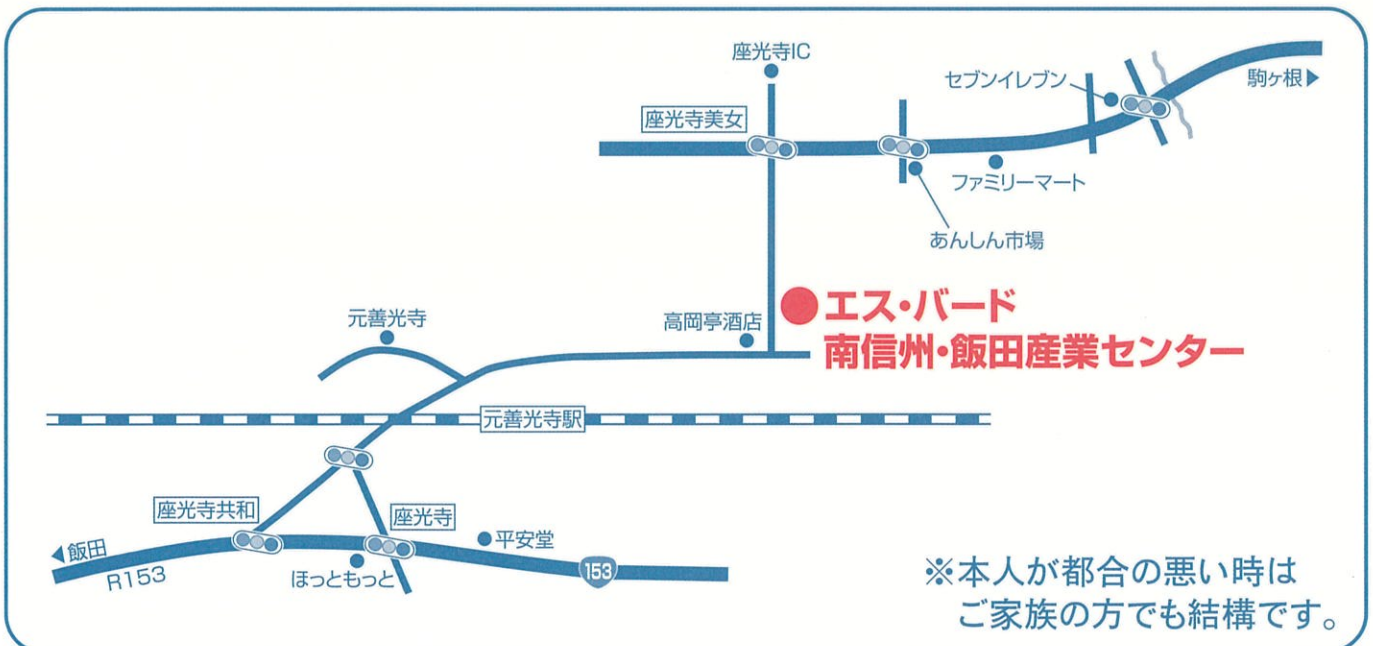 座光寺IC
セブンイレブン
駒ヶ根▶
座光寺美女
ファミリーマート
あんしん市場
●エス・バード
南信州・飯田産業センター
元善光寺
高岡亭酒店
元善光寺駅
座光寺共和
座光寺
平安堂
◀飯田
R153
ほっともっと
153
※本人が都合の悪い時は
ご家族の方でも結構です。